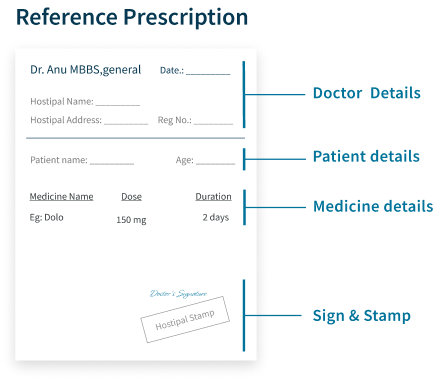 Reference Prescription
Dr. Anu MBBS,general Date.: _________
Hostipal Name: _________
Hostipal Address: _________ Reg No.: ________
Doctor Details
Patient name: _________ Age: ________
Patient details
Medicine Name Dose Duration
Eg: Dolo 150 mg 2 days
Medicine details
Doctor's Signature
Hostipal Stamp
Sign & Stamp